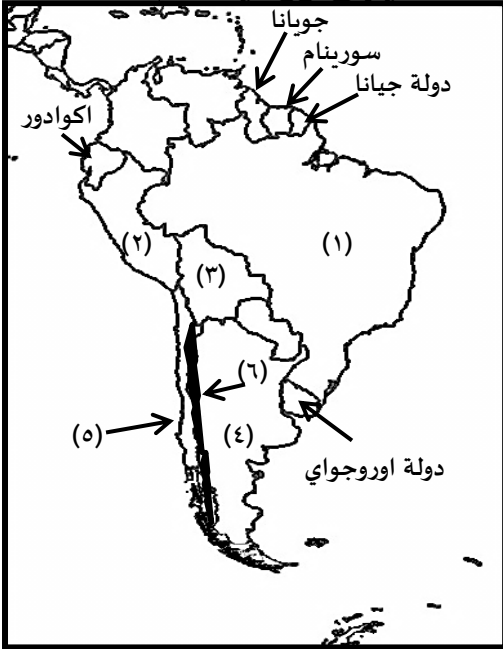 جويانا
سورينام
دولة جيانا
اكوادور
(١)
(٢)
(٣)
(٦)
(٥)
(٤)
دولة اوروجواي